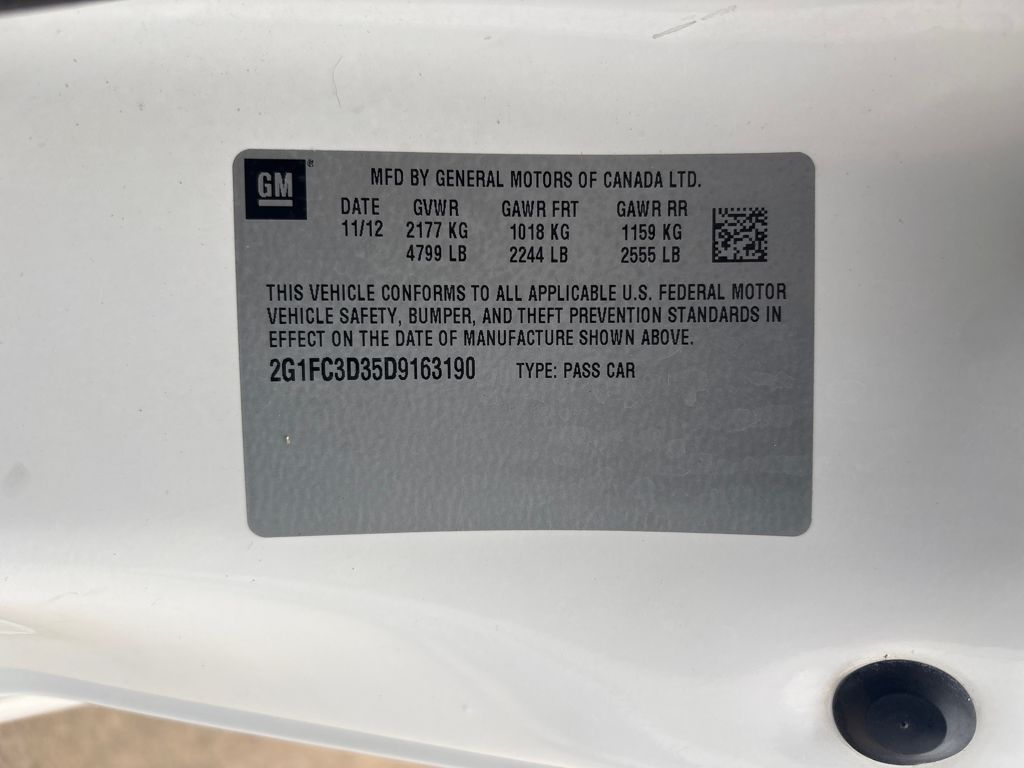 GM ®
MFD BY GENERAL MOTORS OF CANADA LTD.
DATE GVWR GAWR FRT GAWR RR
11/12 2177 KG 1018 KG 1159 KG
4799 LB 2244 LB 2555 LB
THIS VEHICLE CONFORMS TO ALL APPLICABLE U.S. FEDERAL MOTOR
VEHICLE SAFETY, BUMPER, AND THEFT PREVENTION STANDARDS IN
EFFECT ON THE DATE OF MANUFACTURE SHOWN ABOVE.
2G1FC3D35D9163190 TYPE: PASS CAR